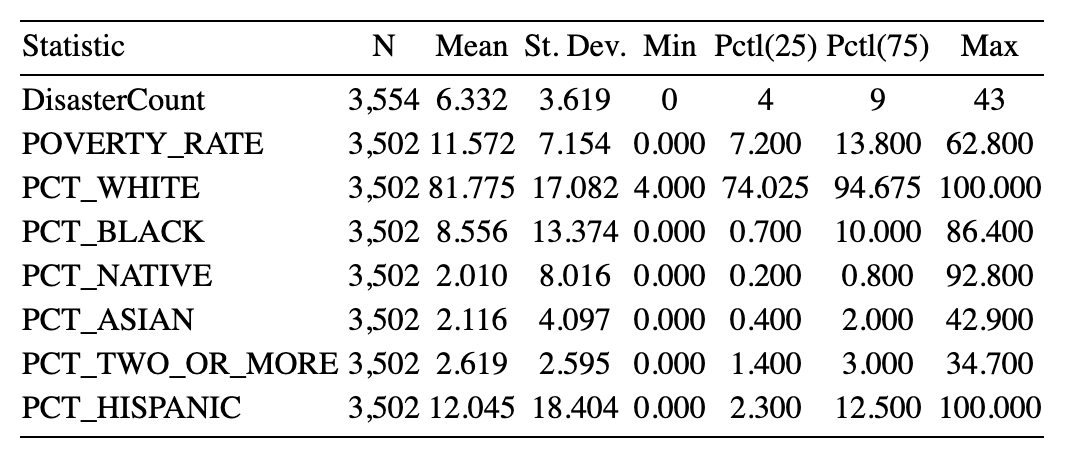 Statistic N Mean St. Dev. Min Pctl(25) Pctl(75) Max
DisasterCount 3,554 6.332 3.619 0 4 9 43
POVERTY_RATE 3,502 11.572 7.154 0.000 7.200 13.800 62.800
PCT_WHITE 3,502 81.775 17.082 4.000 74.025 94.675 100.000
PCT_BLACK 3,502 8.556 13.374 0.000 0.700 10.000 86.400
PCT_NATIVE 3,502 2.010 8.016 0.000 0.200 0.800 92.800
PCT_ASIAN 3,502 2.116 4.097 0.000 0.400 2.000 42.900
PCT_TWO_OR_MORE 3,502 2.619 2.595 0.000 1.400 3.000 34.700
PCT_HISPANIC 3,502 12.045 18.404 0.000 2.300 12.500 100.000